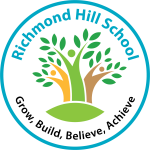 Richmond Hill School
Grow, Build, Believe, Achieve